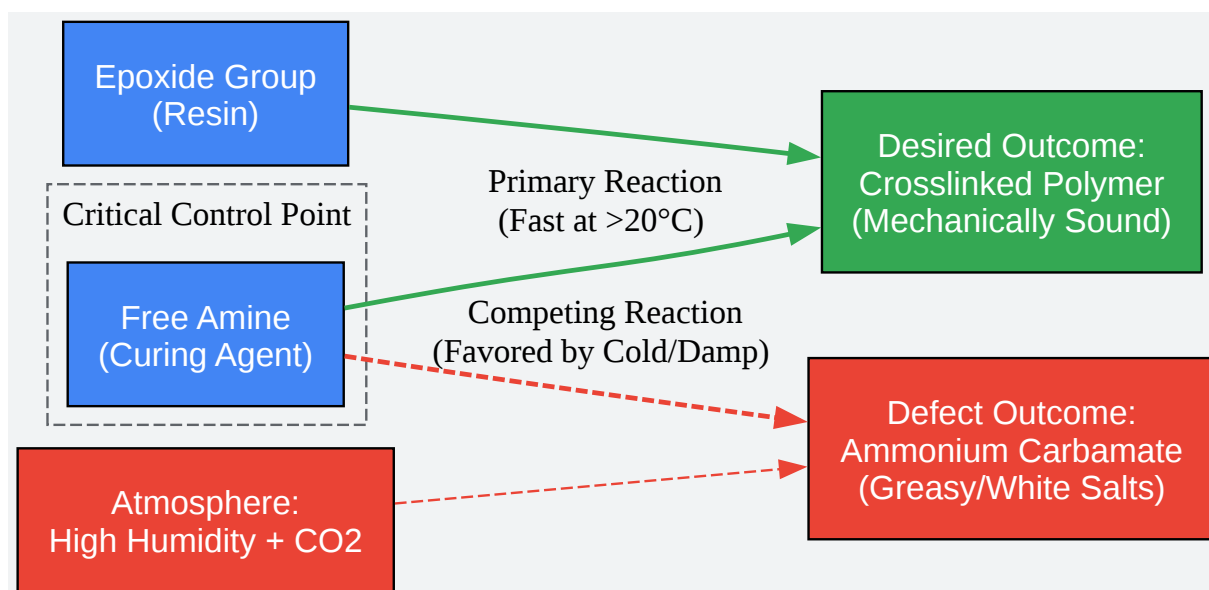 Epoxide Group
(Resin)
Critical Control Point
Free Amine
(Curing Agent)
Atmosphere:
High Humidity + CO2
Primary Reaction
(Fast at >20°C)
Competing Reaction
(Favored by Cold/Damp)
Desired Outcome:
Crosslinked Polymer
(Mechanically Sound)
Defect Outcome:
Ammonium Carbamate
(Greasy/White Salts)